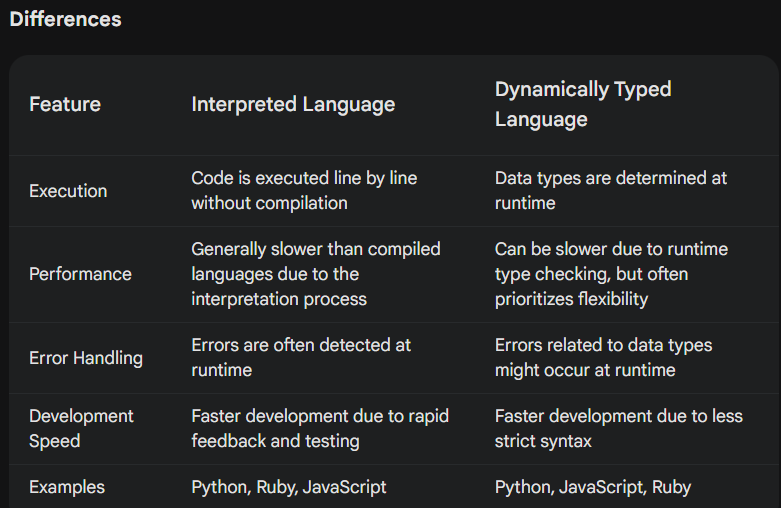 Differences
Feature
Interpreted Language
Dynamically Typed
Language
Execution
Code is executed line by line
without compilation
Data types are determined at
runtime
Performance
Generally slower than compiled
languages due to the
interpretation process
Can be slower due to runtime
type checking, but often
prioritizes flexibility
Error Handling
Errors are often detected at
runtime
Errors related to data types
might occur at runtime
Development
Speed
Faster development due to rapid
feedback and testing
Faster development due to less
strict syntax
Examples
Python, Ruby, JavaScript
Python, JavaScript, Ruby